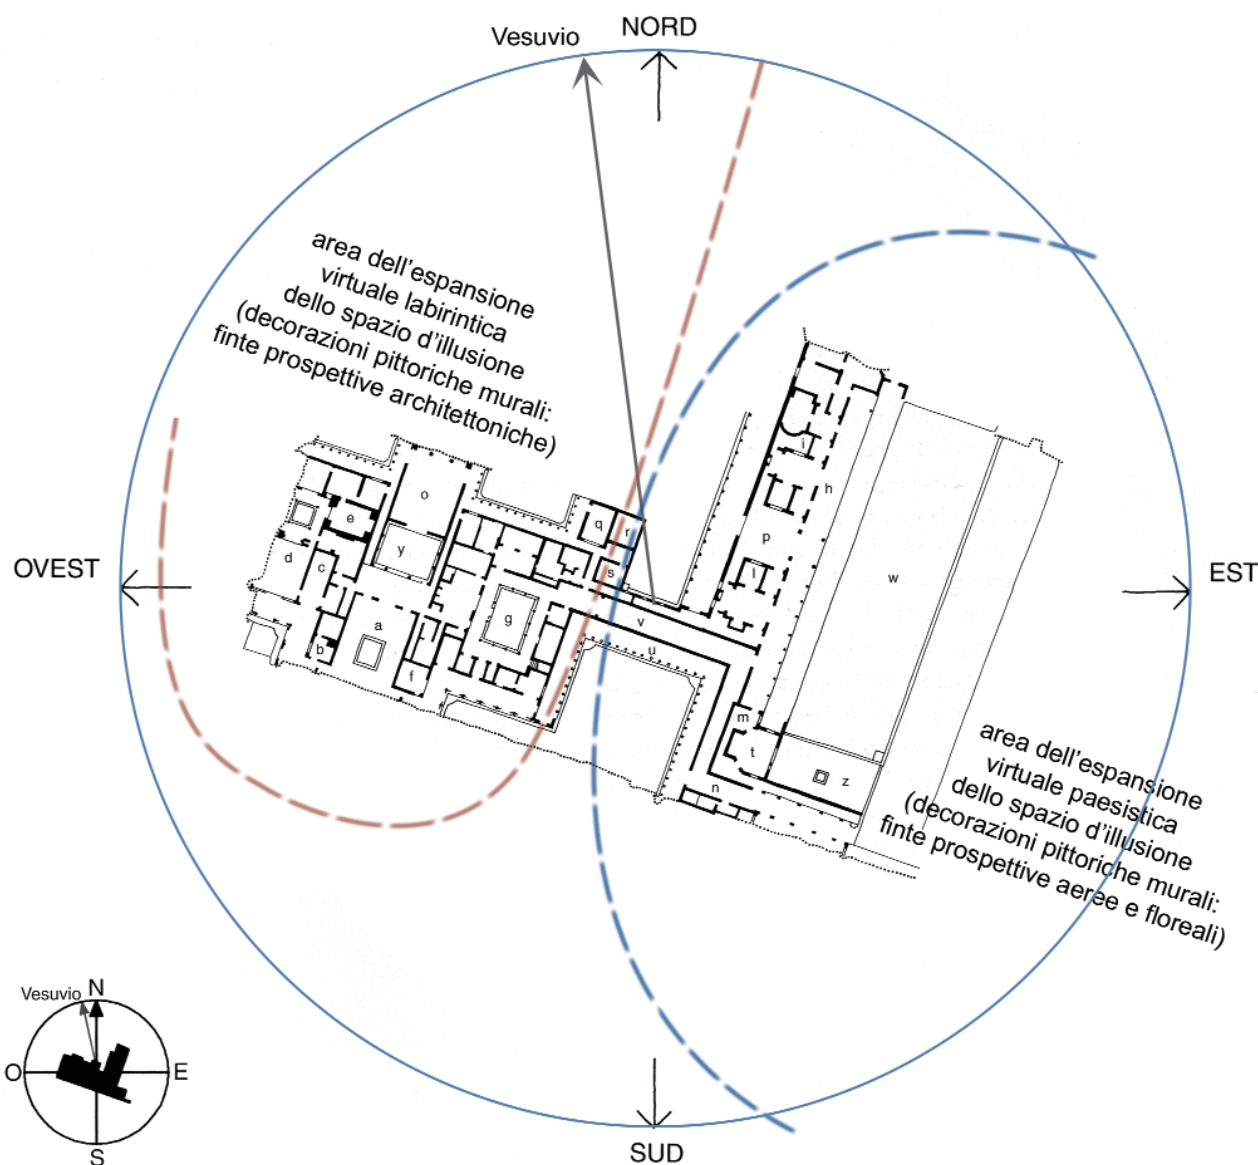 NORD
Vesuvio
area dell'espansione
virtuale labirintica
dello spazio d'illusione
(decorazioni pittoriche murali:
finte prospettive architettoniche)
OVEST
EST
o
e
y
d
c
a
b
f
g
q
r
s
v
u
i
h
p
l
w
m
t
z
n
area dell'espansione
virtuale paesistica
dello spazio d'illusione
(decorazioni pittoriche murali:
finte prospettive aeree e floreali)
Vesuvio
N
O
E
S
SUD